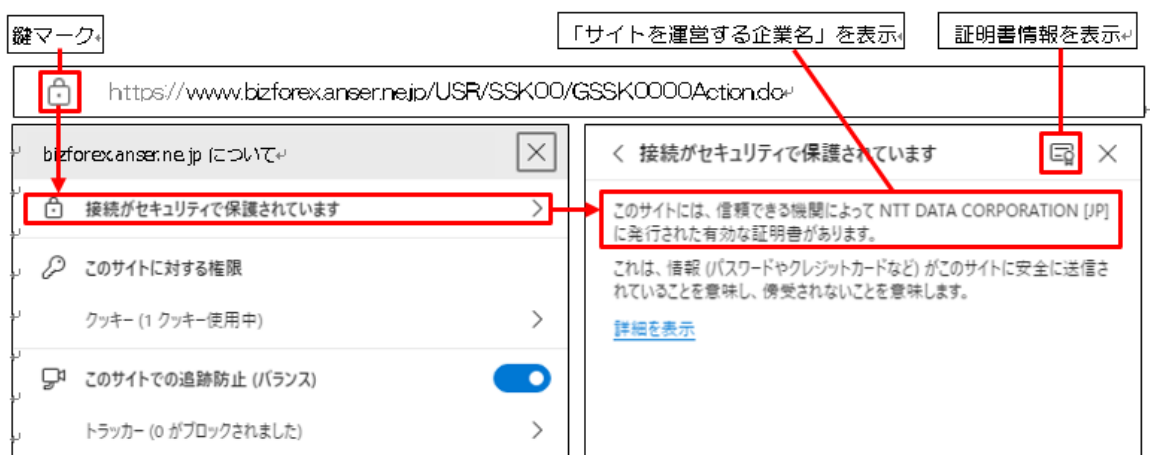 鍵マーク
「サイトを運営する企業名」を表示
証明書情報を表示
https://www.bizforex.anser.ne.jp/USR/SSK00/GSSK0000Action.do
bizforex.anser.ne.jp について
接続がセキュリティで保護されています
このサイトに対する権限
クッキー (1 クッキー使用中)
このサイトでの追跡防止 (バランス)
トラッカー (0 がブロックされました)
接続がセキュリティで保護されています
このサイトには、信頼できる機関によって NTT DATA CORPORATION [JP]
に発行された有効な証明書があります。
これは、情報 (パスワードやクレジットカードなど) がこのサイトに安全に送信さ
れていることを意味し、傍受されないことを意味します。
詳細を表示